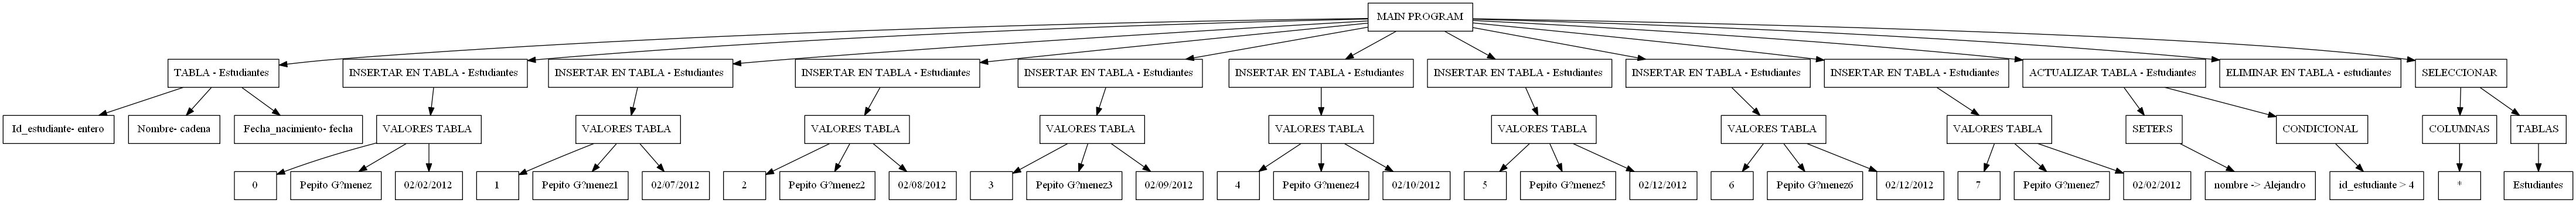 MAIN PROGRAM
TABLA - Estudiantes
INSERTAR EN TABLA - Estudiantes
INSERTAR EN TABLA - Estudiantes
INSERTAR EN TABLA - Estudiantes
INSERTAR EN TABLA - Estudiantes
INSERTAR EN TABLA - Estudiantes
INSERTAR EN TABLA - Estudiantes
INSERTAR EN TABLA - Estudiantes
INSERTAR EN TABLA - Estudiantes
ACTUALIZAR TABLA - Estudiantes
ELIMINAR EN TABLA - estudiantes
SELECCIONAR
Id_estudiante- entero
Nombre- cadena
Fecha_nacimiento- fecha
VALORES TABLA
VALORES TABLA
VALORES TABLA
VALORES TABLA
VALORES TABLA
VALORES TABLA
VALORES TABLA
VALORES TABLA
SETERS
CONDICIONAL
COLUMNAS
TABLAS
0
Pepito G?menez
02/02/2012
1
Pepito G?menez1
02/07/2012
2
Pepito G?menez2
02/08/2012
3
Pepito G?menez3
02/09/2012
4
Pepito G?menez4
02/10/2012
5
Pepito G?menez5
02/12/2012
6
Pepito G?menez6
02/12/2012
7
Pepito G?menez7
02/02/2012
nombre -> Alejandro
id_estudiante > 4
*
Estudiantes